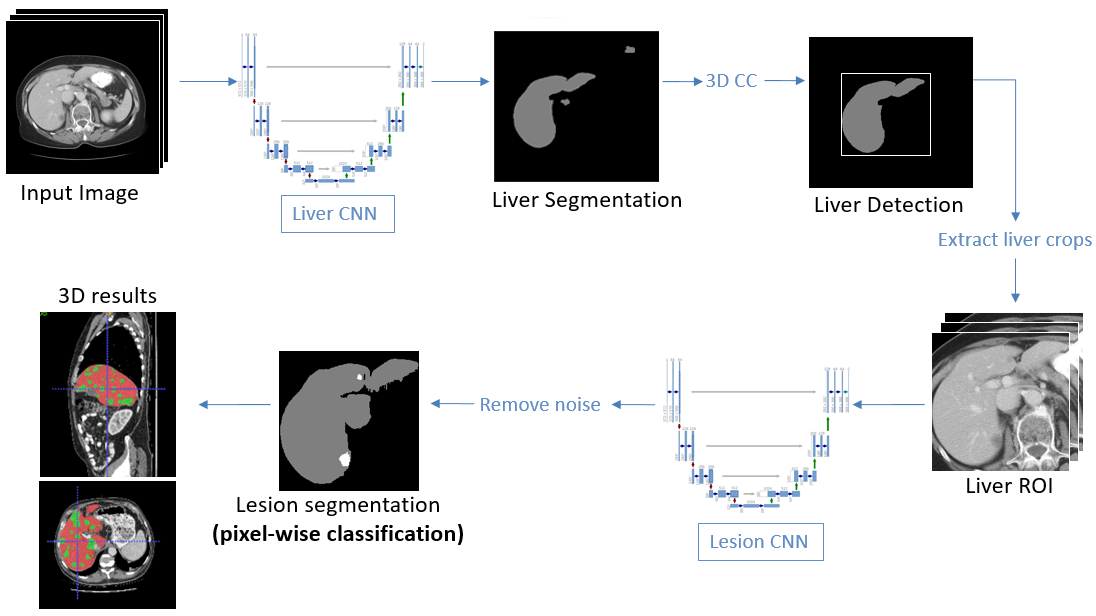 Input Image
Liver CNN
Liver Segmentation
3D CC
Liver Detection
Extract liver crops
Liver ROI
Lesion CNN
Remove noise
Lesion segmentation
(pixel-wise classification)
3D results